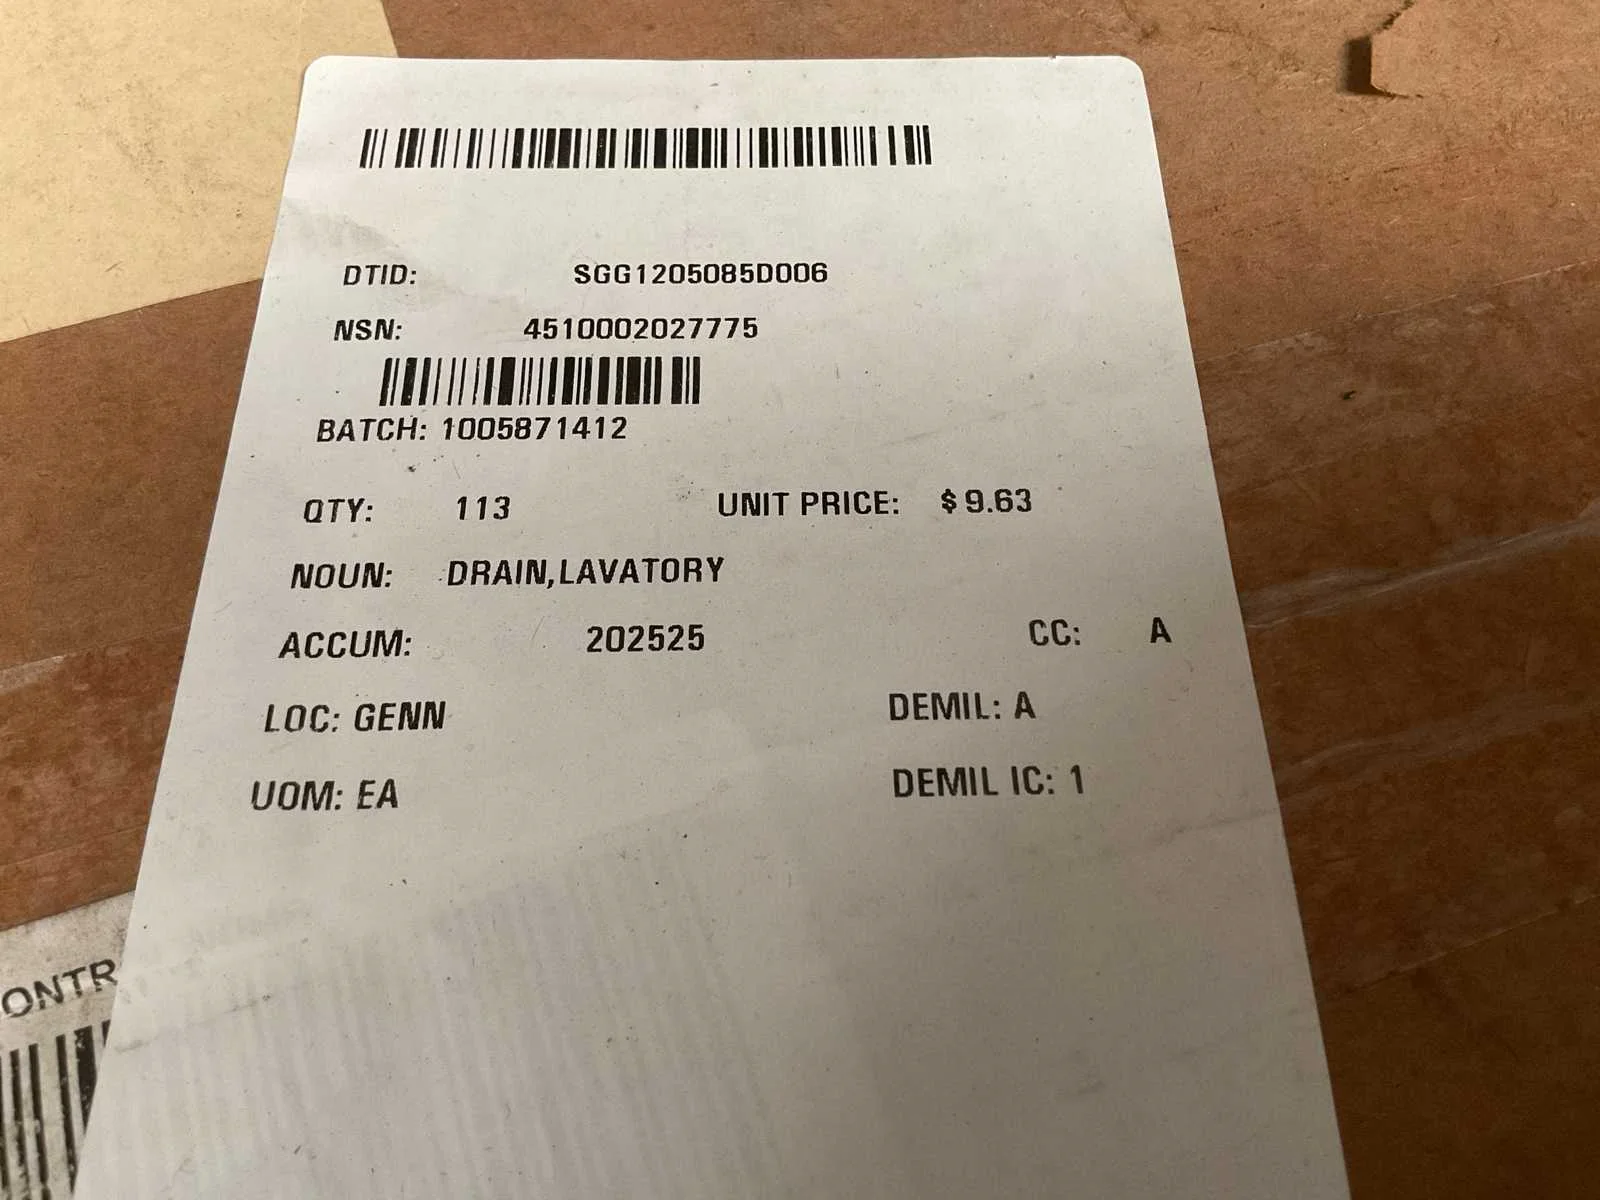 DTID: SGG1205085D006
NSN: 4510002027775
BATCH: 1005871412
QTY: 113 UNIT PRICE: $ 9.63
NOUN: DRAIN,LAVATORY
ACCUM: 202525 CC: A
LOC: GENN DEMIL: A
UOM: EA DEMIL IC: 1
ONTR